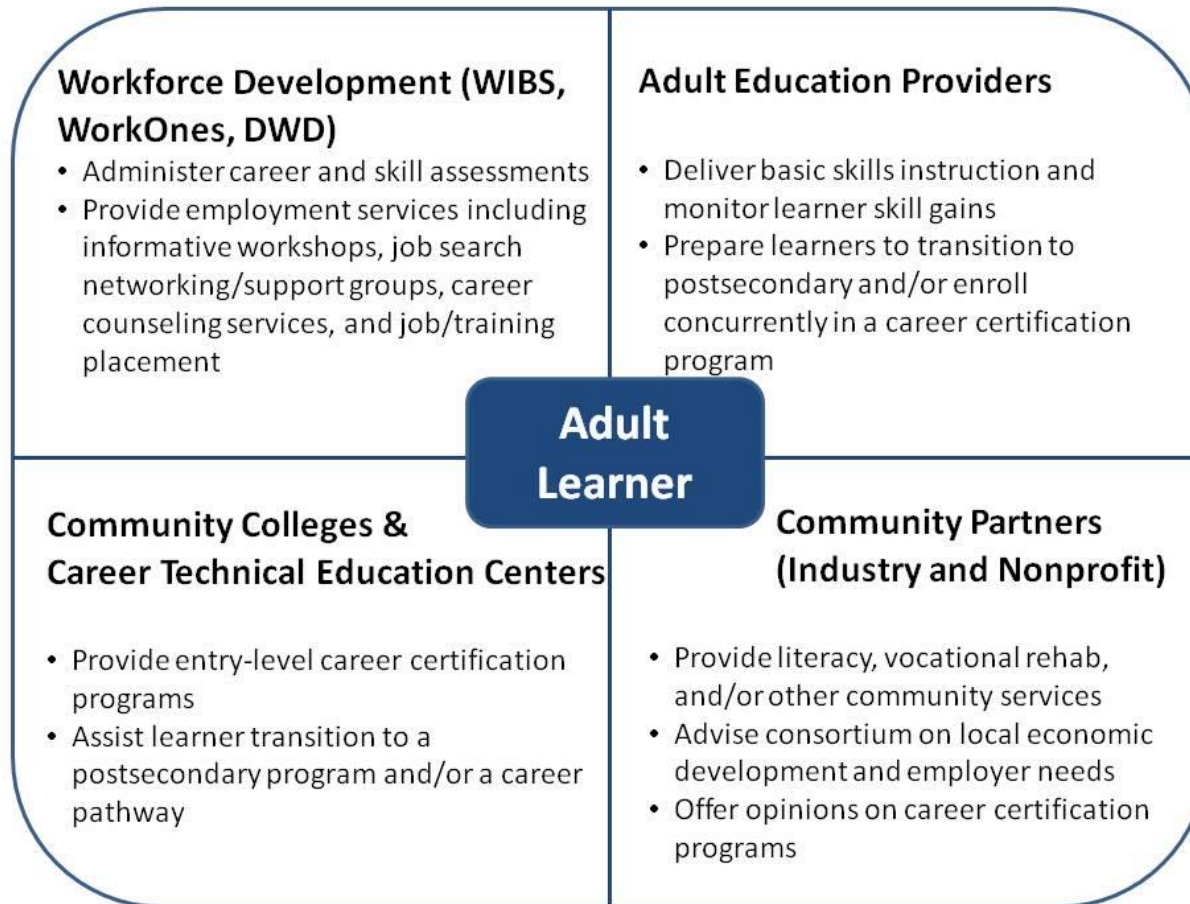 Workforce Development (WIBS,
WorkOnes, DWD)
• Administer career and skill assessments
• Provide employment services including
informative workshops, job search
networking/support groups, career
counseling services, and job/training
placement
Adult Education Providers
• Deliver basic skills instruction and
monitor learner skill gains
• Prepare learners to transition to
postsecondary and/or enroll
concurrently in a career certification
program
Adult
Learner
Community Colleges &
Career Technical Education Centers
• Provide entry-level career certification
programs
• Assist learner transition to a
postsecondary program and/or a career
pathway
Community Partners
(Industry and Nonprofit)
• Provide literacy, vocational rehab,
and/or other community services
• Advise consortium on local economic
development and employer needs
• Offer opinions on career certification
programs